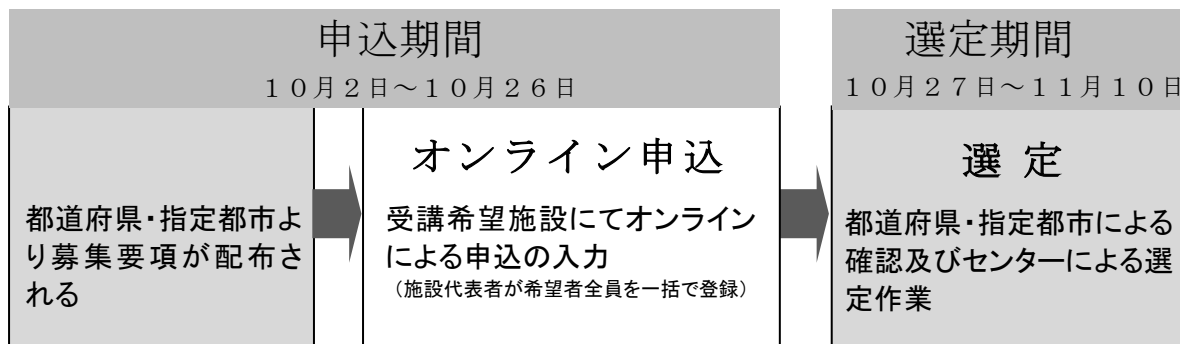 申込期間
１０月２日～１０月２６日
都道府県・指定都市よ
り募集要項が配布さ
れる
オンライン申込
受講希望施設にてオンライン
による申込の入力
（施設代表者が希望者全員を一括で登録）
選定期間
１０月２７日～１１月１０日
選 定
都道府県・指定都市による
確認及びセンターによる選
定作業